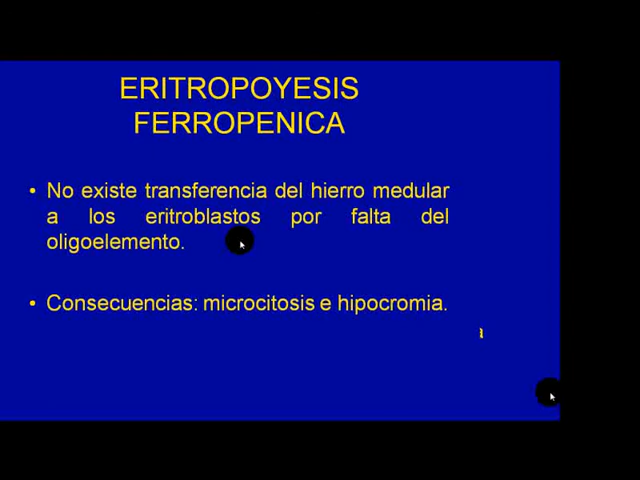 ERITROPOYESIS
FERROPENICA
• No existe transferencia del hierro medular
a los eritroblastos por falta del
oligoelemento.
• Consecuencias: microcitosis e hipocromia.
a